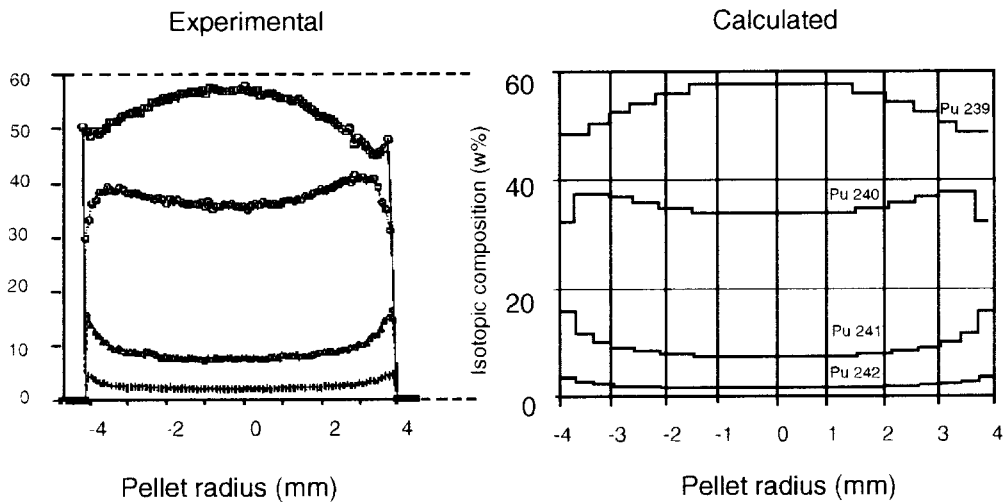 Experimental
60
50
40
30
20
10
0
-4
-2
0
2
4
Pellet radius (mm)
Calculated
Isotopic composition (w%)
60
40
20
0
Pu 239
Pu 240
Pu 241
Pu 242
-4
-3
-2
-1
0
1
2
3
4
Pellet radius (mm)